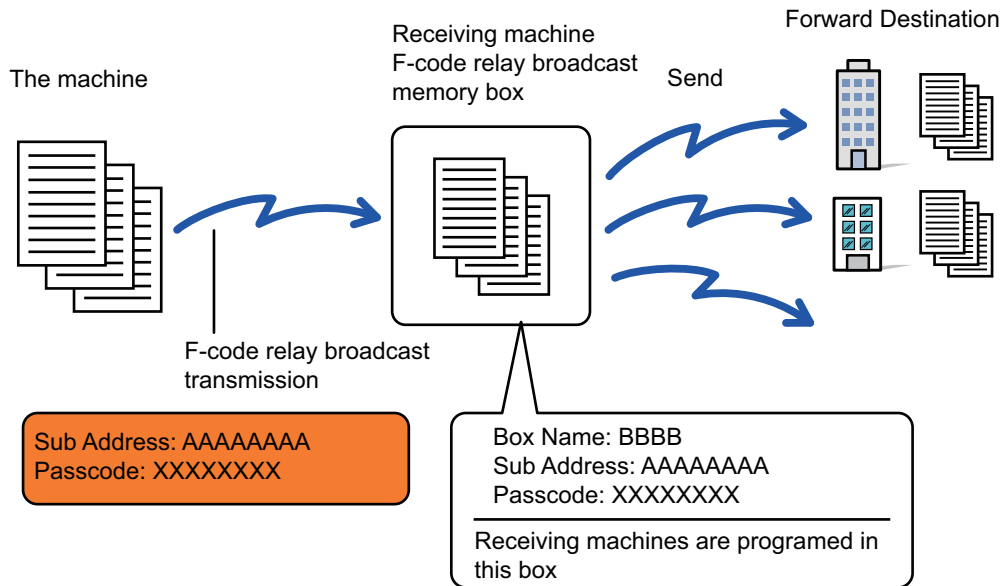 Forward Destination
Receiving machine
F-code relay broadcast
memory box
The machine
Send
F-code relay broadcast
transmission
Sub Address: AAAAAAAA
Passcode: XXXXXXXX
Box Name: BBBB
Sub Address: AAAAAAAA
Passcode: XXXXXXXX
Receiving machines are programed in
this box